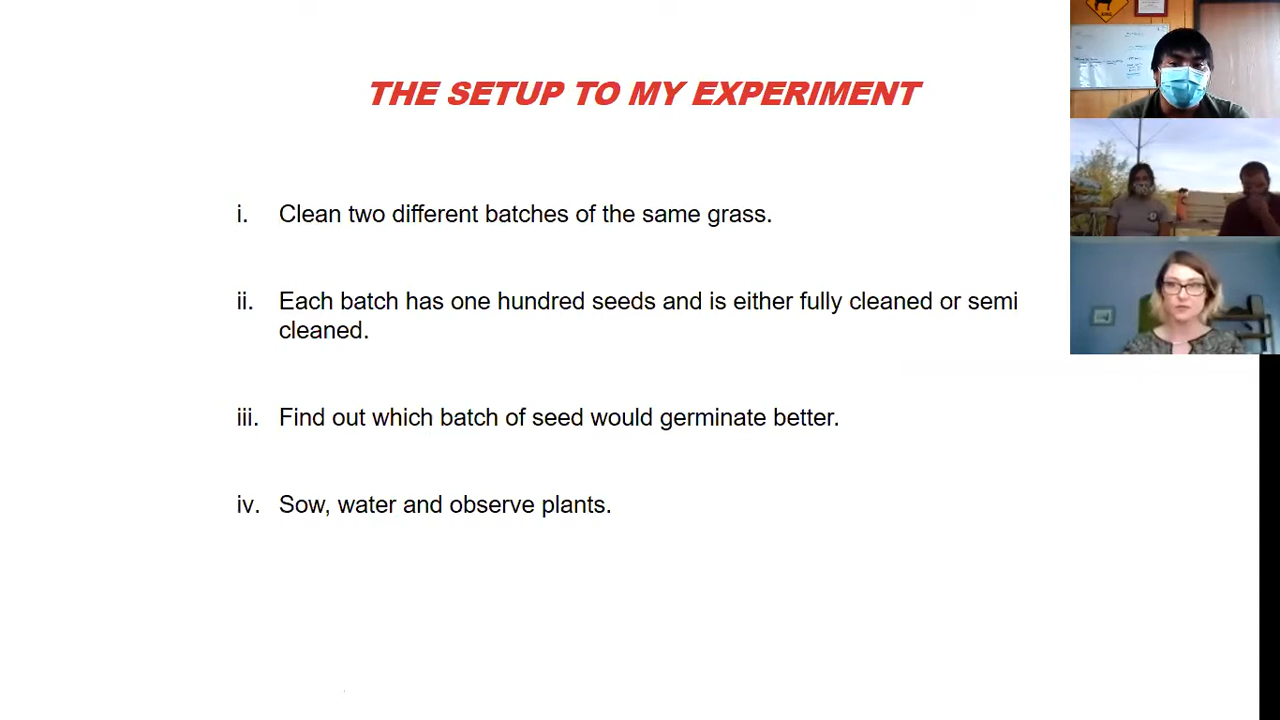 THE SETUP TO MY EXPERIMENT
i. Clean two different batches of the same grass.
ii. Each batch has one hundred seeds and is either fully cleaned or semi
cleaned.
iii. Find out which batch of seed would germinate better.
iv. Sow, water and observe plants.